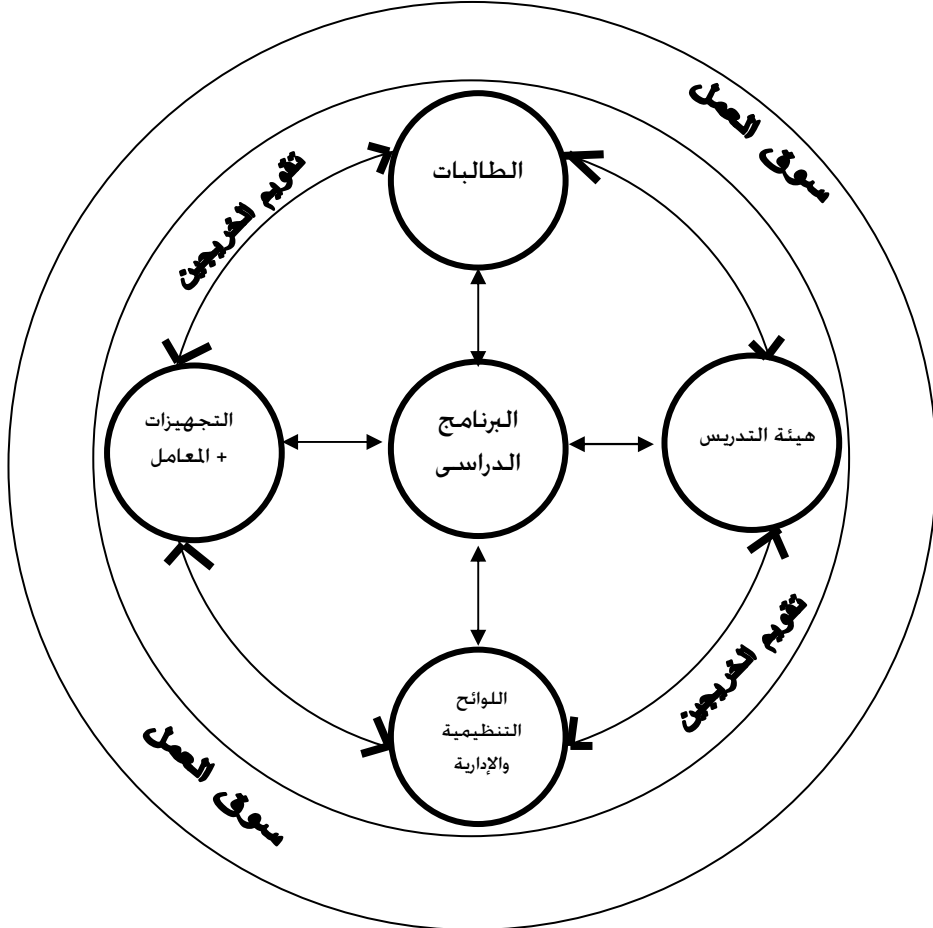 سوق العمل
تقويم الخريجين
الطالبات
هيئة التدريس
البرنامج
الدراسى
التجهيزات
+ المعامل
اللوائح
التنظيمية
والإدارية
تقويم الخريجين
سوق العمل